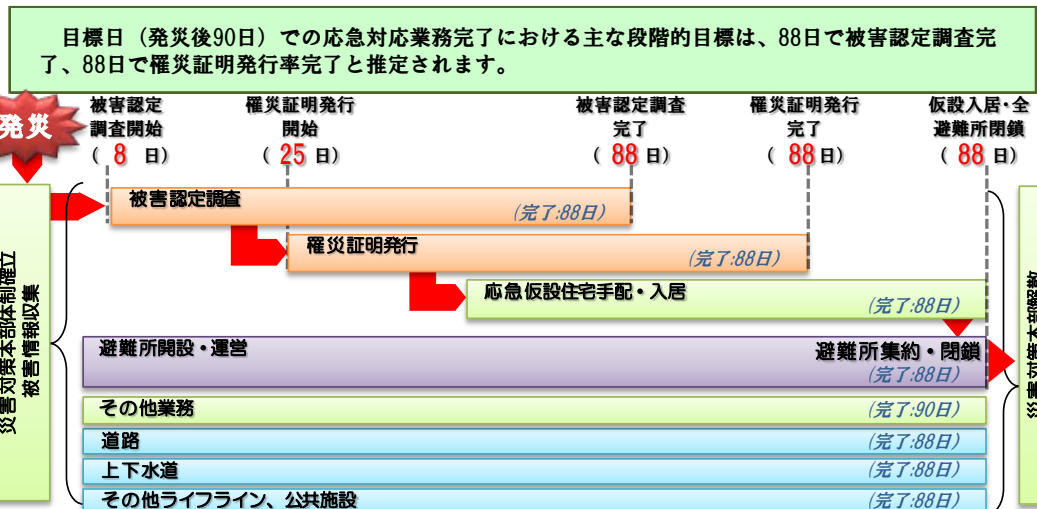 目標日（発災後90日）での応急対応業務完了における主な段階的目標は、88日で被害認定調査完
了、88日で罹災証明発行率完了と推定されます。
発災
被害認定
調査開始
（ 8 日）
罹災証明発行
開始
（ 25 日）
被害認定調査
完了
（ 88 日）
罹災証明発行
完了
（ 88 日）
仮設入居・全
避難所閉鎖
（ 88 日）
災害対策本部体制確立
被害情報収集
被害認定調査
（完了:88日）
罹災証明発行
（完了:88日）
応急仮設住宅手配・入居
（完了:88日）
避難所開設・運営
避難所集約・閉鎖
（完了:88日）
その他業務
（完了:90日）
道路
（完了:88日）
上下水道
（完了:88日）
その他ライフライン、公共施設
（完了:88日）
災害対策本部解散